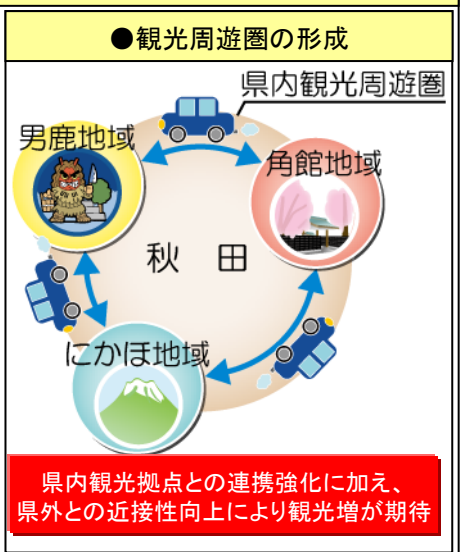 ●観光周遊圏の形成
県内観光周遊圏
男鹿地域
角館地域
秋田
にかほ地域
県内観光拠点との連携強化に加え、
県外との近接性向上により観光増が期待